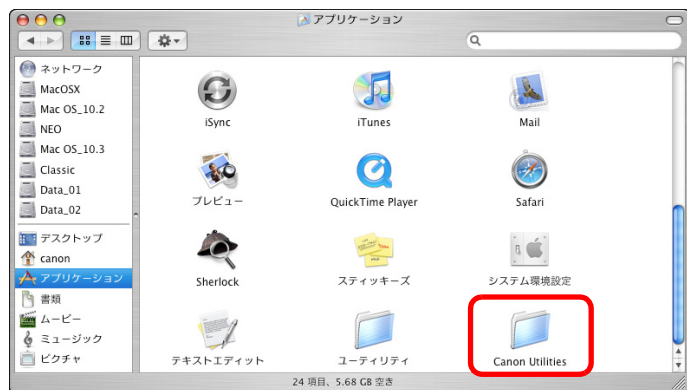 アプリケーション
ネットワーク
MacOSX
Mac OS_10.2
NEO
Mac OS_10.3
Classic
Data_01
Data_02
デスクトップ
canon
アプリケーション
書類
ムービー
ミュージック
ピクチャ
iSync
iTunes
Mail
プレビュー
QuickTime Player
Safari
Sherlock
スティッキーズ
システム環境設定
テキストエディット
ユーティリティ
Canon Utilities
24 項目、5.68 GB 空き